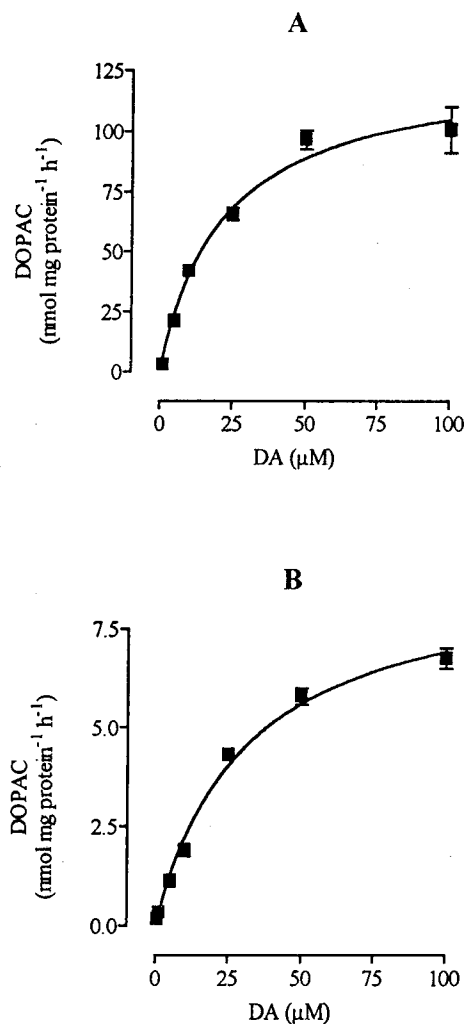 A
125
100
75
50
25
0
DOPAC
(nmol mg protein⁻¹ h⁻¹)
0 25 50 75 100
DA (μM)
B
7.5
5.0
2.5
0.0
DOPAC
(nmol mg protein⁻¹ h⁻¹)
0 25 50 75 100
DA (μM)